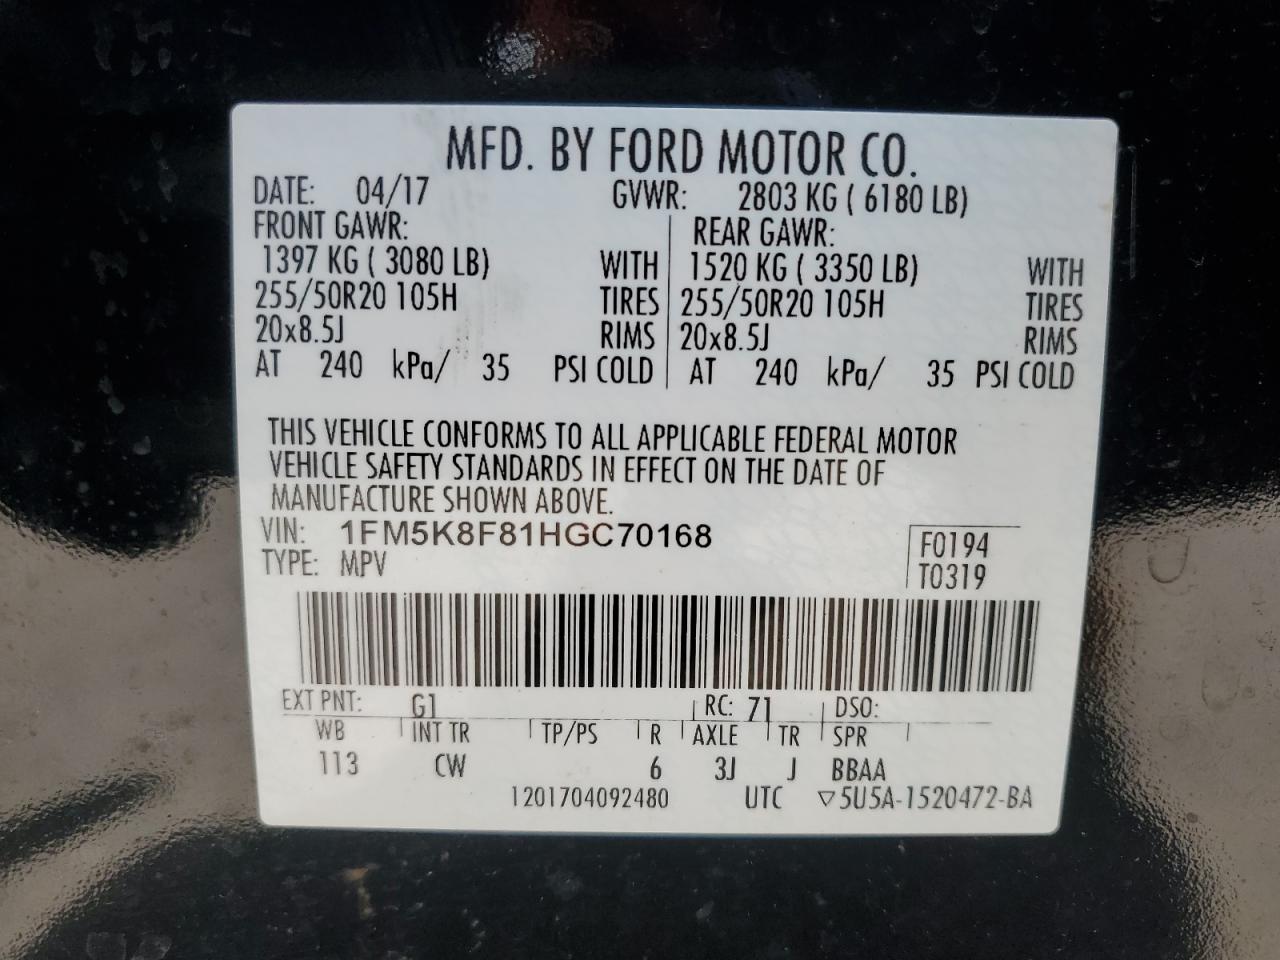 MFD. BY FORD MOTOR CO.
DATE: 04/17 GVWR: 2803 KG ( 6180 LB)
FRONT GAWR: REAR GAWR:
1397 KG ( 3080 LB) WITH 1520 KG ( 3350 LB) WITH
255/50R20 105H TIRES 255/50R20 105H TIRES
20x8.5J RIMS 20x8.5J RIMS
AT 240 kPa/ 35 PSI COLD AT 240 kPa/ 35 PSI COLD
THIS VEHICLE CONFORMS TO ALL APPLICABLE FEDERAL MOTOR
VEHICLE SAFETY STANDARDS IN EFFECT ON THE DATE OF
MANUFACTURE SHOWN ABOVE.
VIN: 1FM5K8F81HGC70168 F0194
TYPE: MPV T0319
EXT PNT: G1 RC: 71 DSO:
WB INT TR TP/PS R AXLE TR SPR
113 CW 6 3J J BBAA
1201704092480 UTC ▽5U5A-1520472-BA